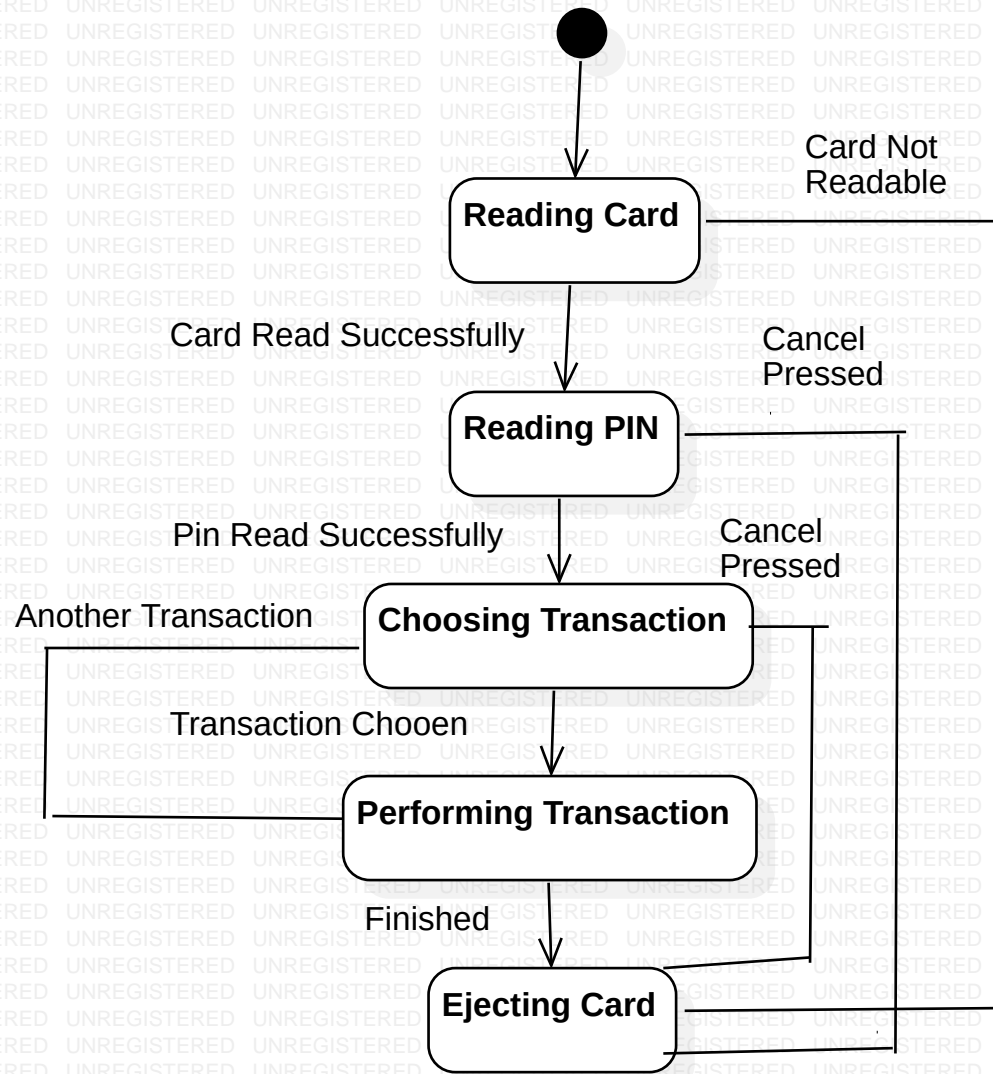 Card Not
Readable
Reading Card
Card Read Successfully
Cancel
Pressed
Reading PIN
Pin Read Successfully
Cancel
Pressed
Another Transaction
Choosing Transaction
Transaction Chooen
Performing Transaction
Finished
Ejecting Card
UNREGISTERED